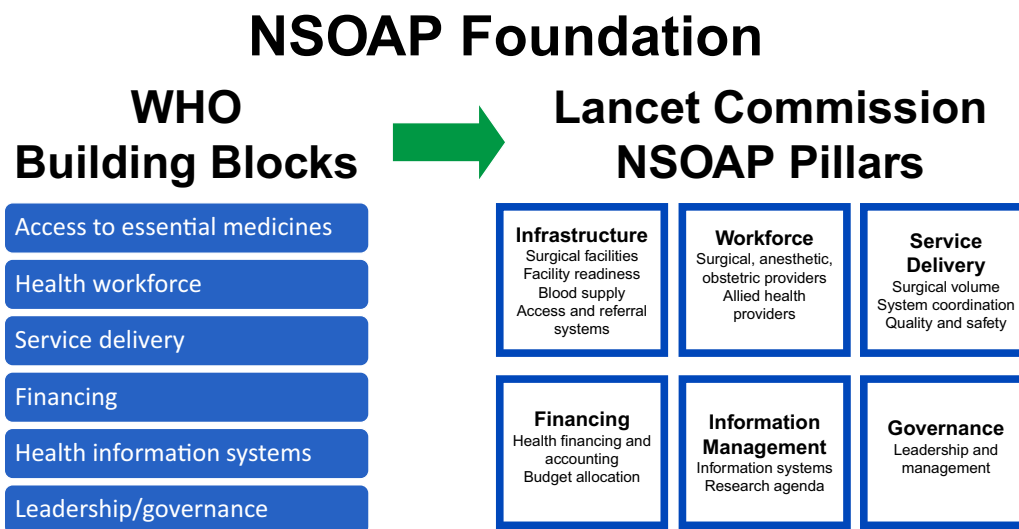 NSOAP Foundation
WHO
Building Blocks
Access to essential medicines
Health workforce
Service delivery
Financing
Health information systems
Leadership/governance
Lancet Commission
NSOAP Pillars
Infrastructure
Surgical facilities
Facility readiness
Blood supply
Access and referral
systems
Workforce
Surgical, anesthetic,
obstetric providers
Allied health
providers
Service
Delivery
Surgical volume
System coordination
Quality and safety
Financing
Health financing and
accounting
Budget allocation
Information
Management
Information systems
Research agenda
Governance
Leadership and
management